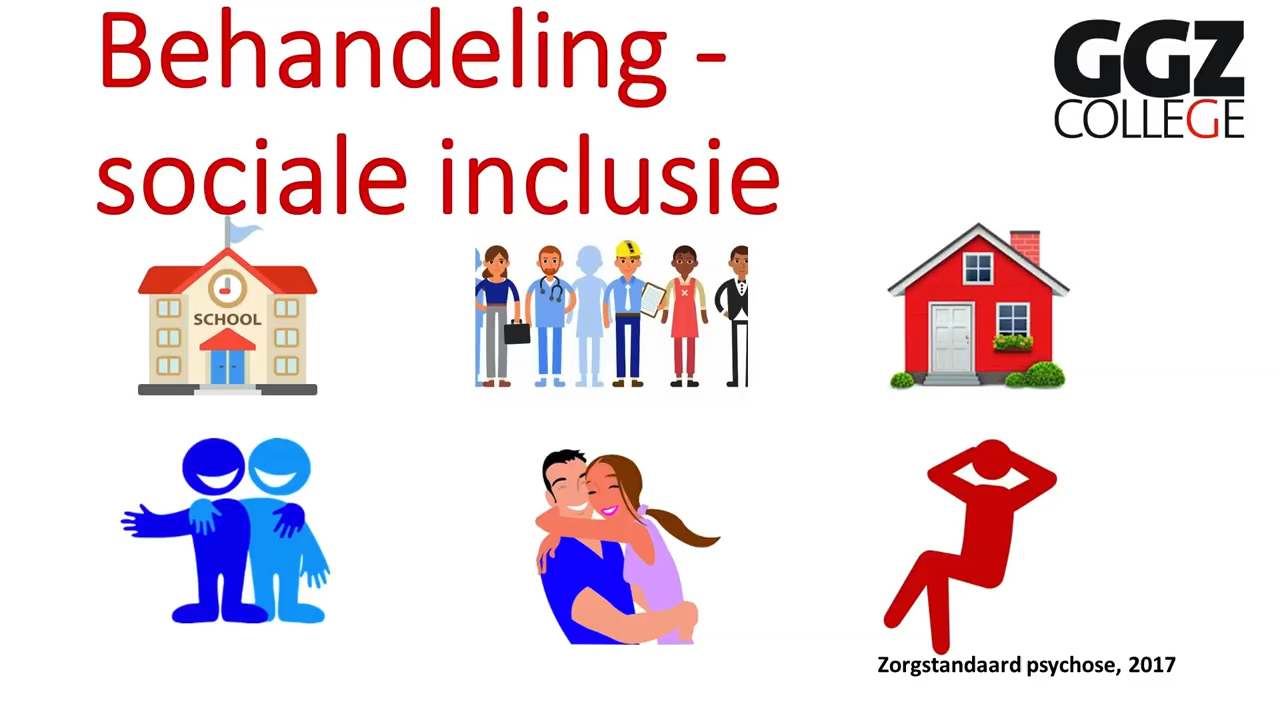 Behandeling -
sociale inclusie
GGZ
COLLEGE
SCHOOL
Zorgstandaard psychose, 2017